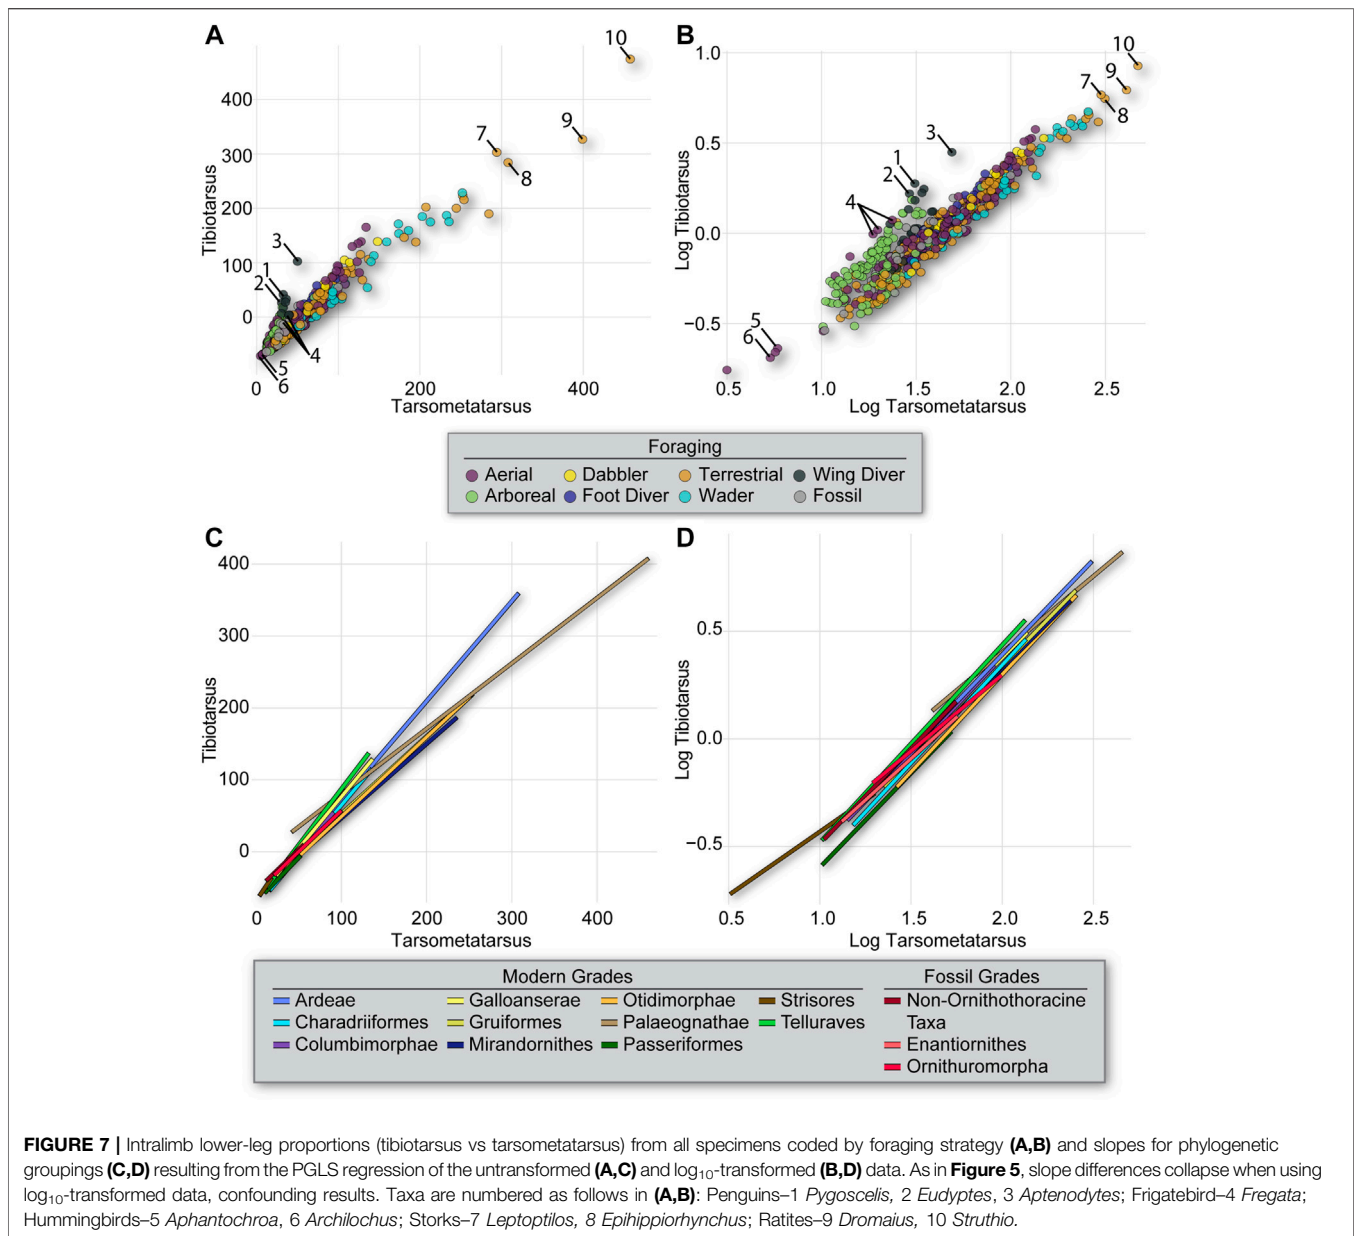 A
B
10
400
300
200
100
0
Tibiotarsus
7
9
8
3
1
2
4
5
6
0
200
400
Tarsometatarsus
1.0
0.5
0.0
−0.5
Log Tibiotarsus
10
9
7
8
3
1
2
4
5
6
0.5
1.0
1.5
2.0
2.5
Log Tarsometatarsus
Foraging
Aerial
Dabbler
Terrestrial
Wing Diver
Arboreal
Foot Diver
Wader
Fossil
C
D
400
300
200
100
0
Tibiotarsus
0
100
200
300
400
Tarsometatarsus
0.5
0.0
−0.5
Log Tibiotarsus
0.5
1.0
1.5
2.0
2.5
Log Tarsometatarsus
Modern Grades
Ardeae
Galloanserae
Otidimorphae
Strisores
Charadriiformes
Gruiformes
Palaeognathae
Telluraves
Columbimorphae
Mirandornithes
Passeriformes
Fossil Grades
Non-Ornithothoracine
Taxa
Enantiornithes
Ornithuromorpha
FIGURE 7 | Intralimb lower-leg proportions (tibiotarsus vs tarsometatarsus) from all specimens coded by foraging strategy (A,B) and slopes for phylogenetic
groupings (C,D) resulting from the PGLS regression of the untransformed (A,C) and log10-transformed (B,D) data. As in Figure 5, slope differences collapse when using
log10-transformed data, confounding results. Taxa are numbered as follows in (A,B): Penguins–1 Pygoscelis, 2 Eudyptes, 3 Aptenodytes; Frigatebird–4 Fregata;
Hummingbirds–5 Aphantochroa, 6 Archilochus; Storks–7 Leptoptilos, 8 Epihippiorhynchus; Ratites–9 Dromaius, 10 Struthio.